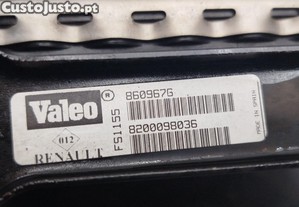 CustoJusto.pt
Valeo®
860967G
FS1155
8200098036
MADE IN SPAIN
012
RENAULT